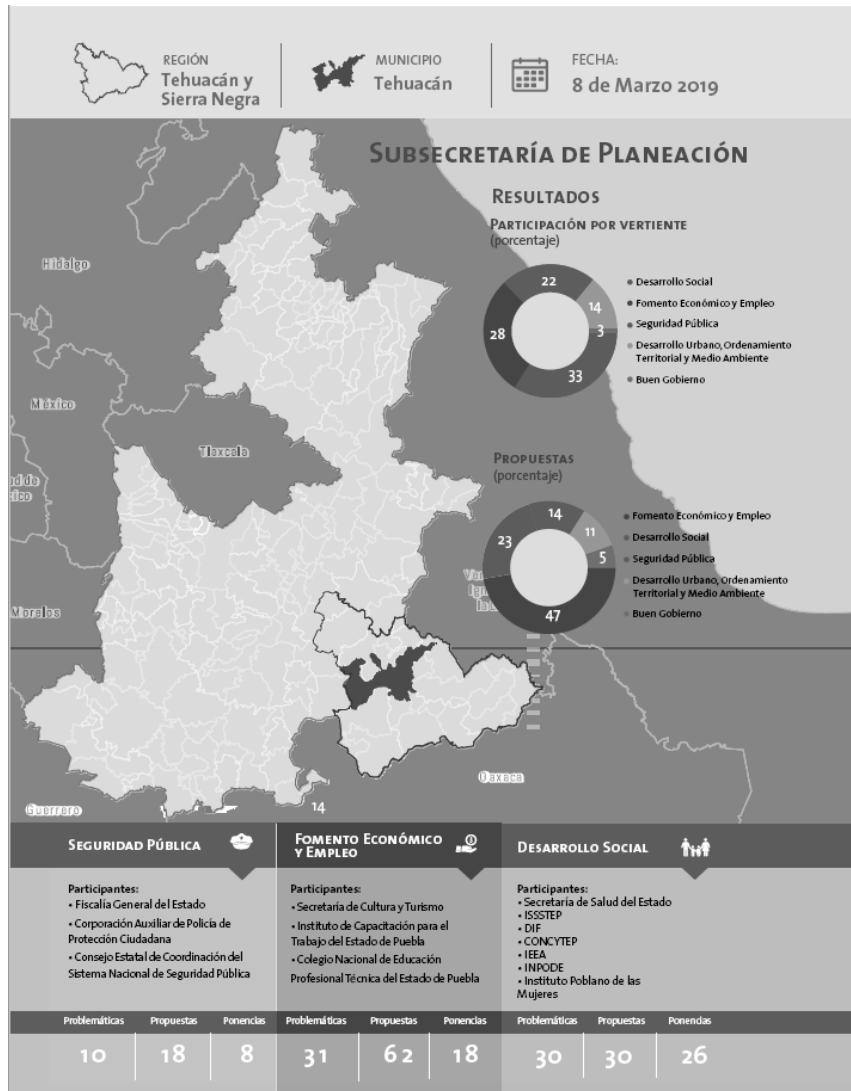 REGIÓN
Tehuacán y
Sierra Negra
MUNICIPIO
Tehuacán
FECHA:
8 de Marzo 2019
SUBSECRETARÍA DE PLANEACIÓN
RESULTADOS
PARTICIPACIÓN POR VERTIENTE
(porcentaje)
22
14
3
28
33
• Desarrollo Social
• Fomento Económico y Empleo
• Seguridad Pública
• Desarrollo Urbano, Ordenamiento
Territorial y Medio Ambiente
• Buen Gobierno
Hidalgo
México
Tlaxcala
Morelos
Oaxaca
Guerrero
14
PROPUESTAS
(porcentaje)
14
11
23
5
47
• Fomento Económico y Empleo
• Desarrollo Social
• Seguridad Pública
• Desarrollo Urbano, Ordenamiento
Territorial y Medio Ambiente
• Buen Gobierno
SEGURIDAD PÚBLICA
Participantes:
• Fiscalía General del Estado
• Corporación Auxiliar de Policía de
Protección Ciudadana
• Consejo Estatal de Coordinación del
Sistema Nacional de Seguridad Pública
Problemáticas Propuestas Ponencias
10 18 8
FOMENTO ECONÓMICO
Y EMPLEO
Participantes:
• Secretaría de Cultura y Turismo
• Instituto de Capacitación para el
Trabajo del Estado de Puebla
• Colegio Nacional de Educación
Profesional Técnica del Estado de Puebla
Problemáticas Propuestas Ponencias
31 62 18
DESARROLLO SOCIAL
Participantes:
• Secretaría de Salud del Estado
• ISSSTEP
• DIF
• CONCYTEP
• IEEA
• INPODE
• Instituto Poblano de las
Mujeres
Problemáticas Propuestas Ponencias
30 30 26